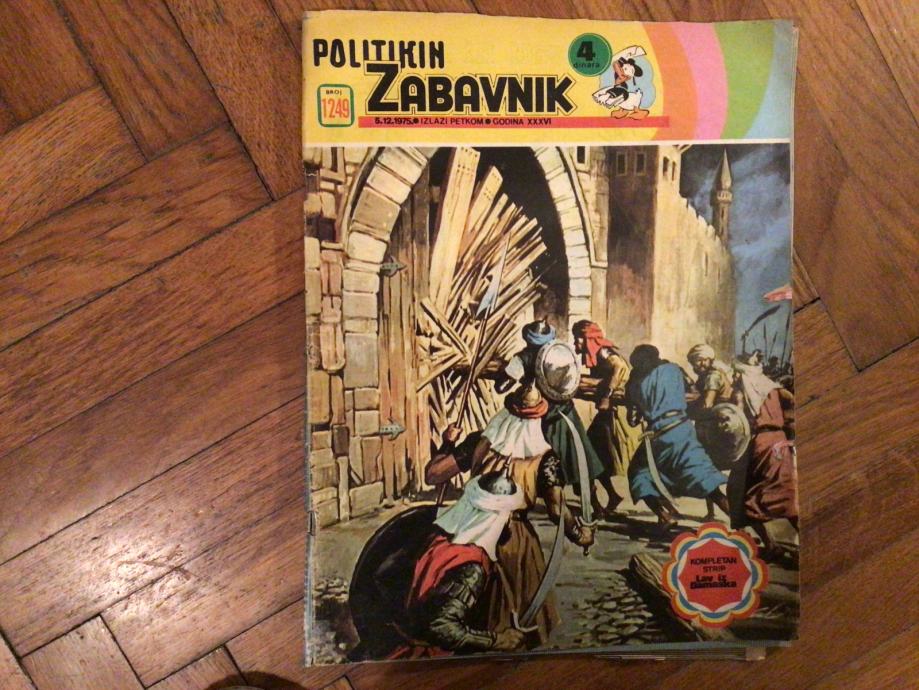 POLITIKIN
ZABAVNIK
4
dinara
BROJ
1249
5.12.1975. ● IZLAZI PETKOM ● GODINA XXXVI
KOMPLETAN
STRIP
Lav iz
Damaska